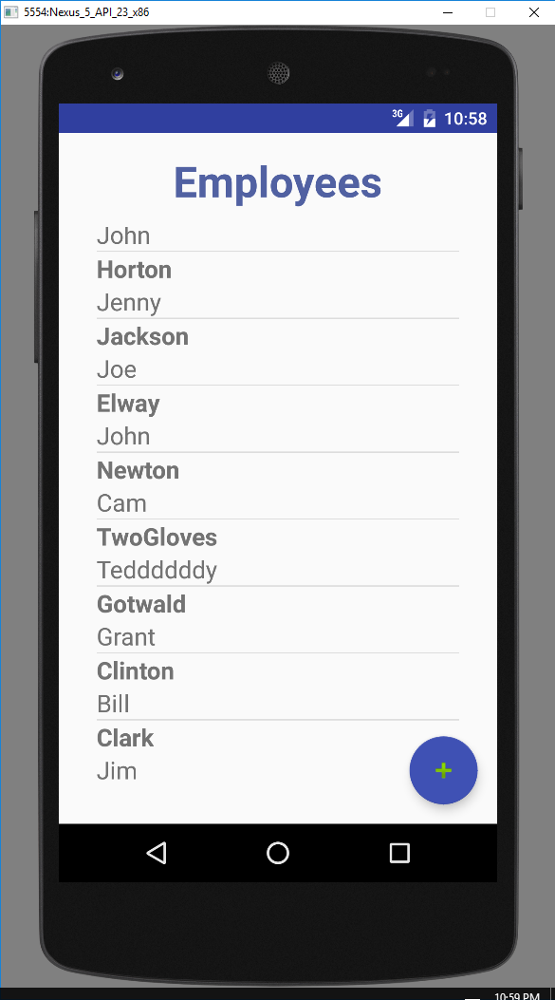 5554:Nexus_5_API_23_x86
3G 10:58
Employees
John
Horton
Jenny
Jackson
Joe
Elway
John
Newton
Cam
TwoGloves
Teddddddy
Gotwald
Grant
Clinton
Bill
Clark
Jim
+
10:59 PM